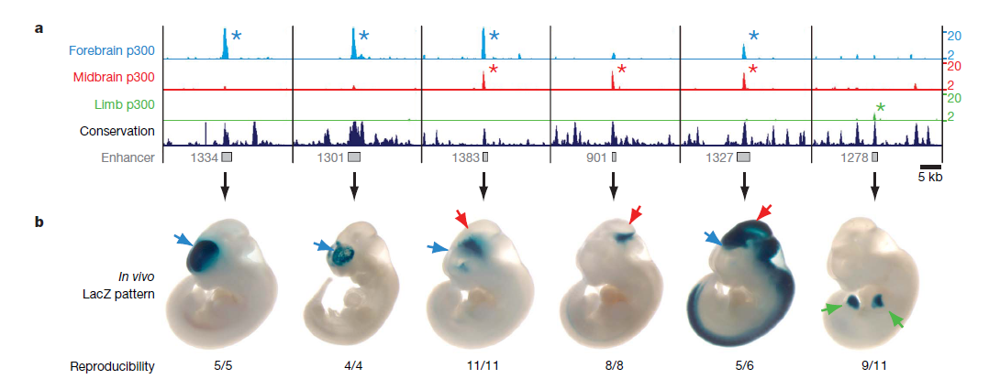 a
* * * *
Forebrain p300 20
2
* * *
Midbrain p300 20
2
Limb p300 20
* 2
Conservation
Enhancer 1334 1301 1383 901 1327 1278
5 kb
b
In vivo
LacZ pattern
Reproducibility 5/5 4/4 11/11 8/8 5/6 9/11